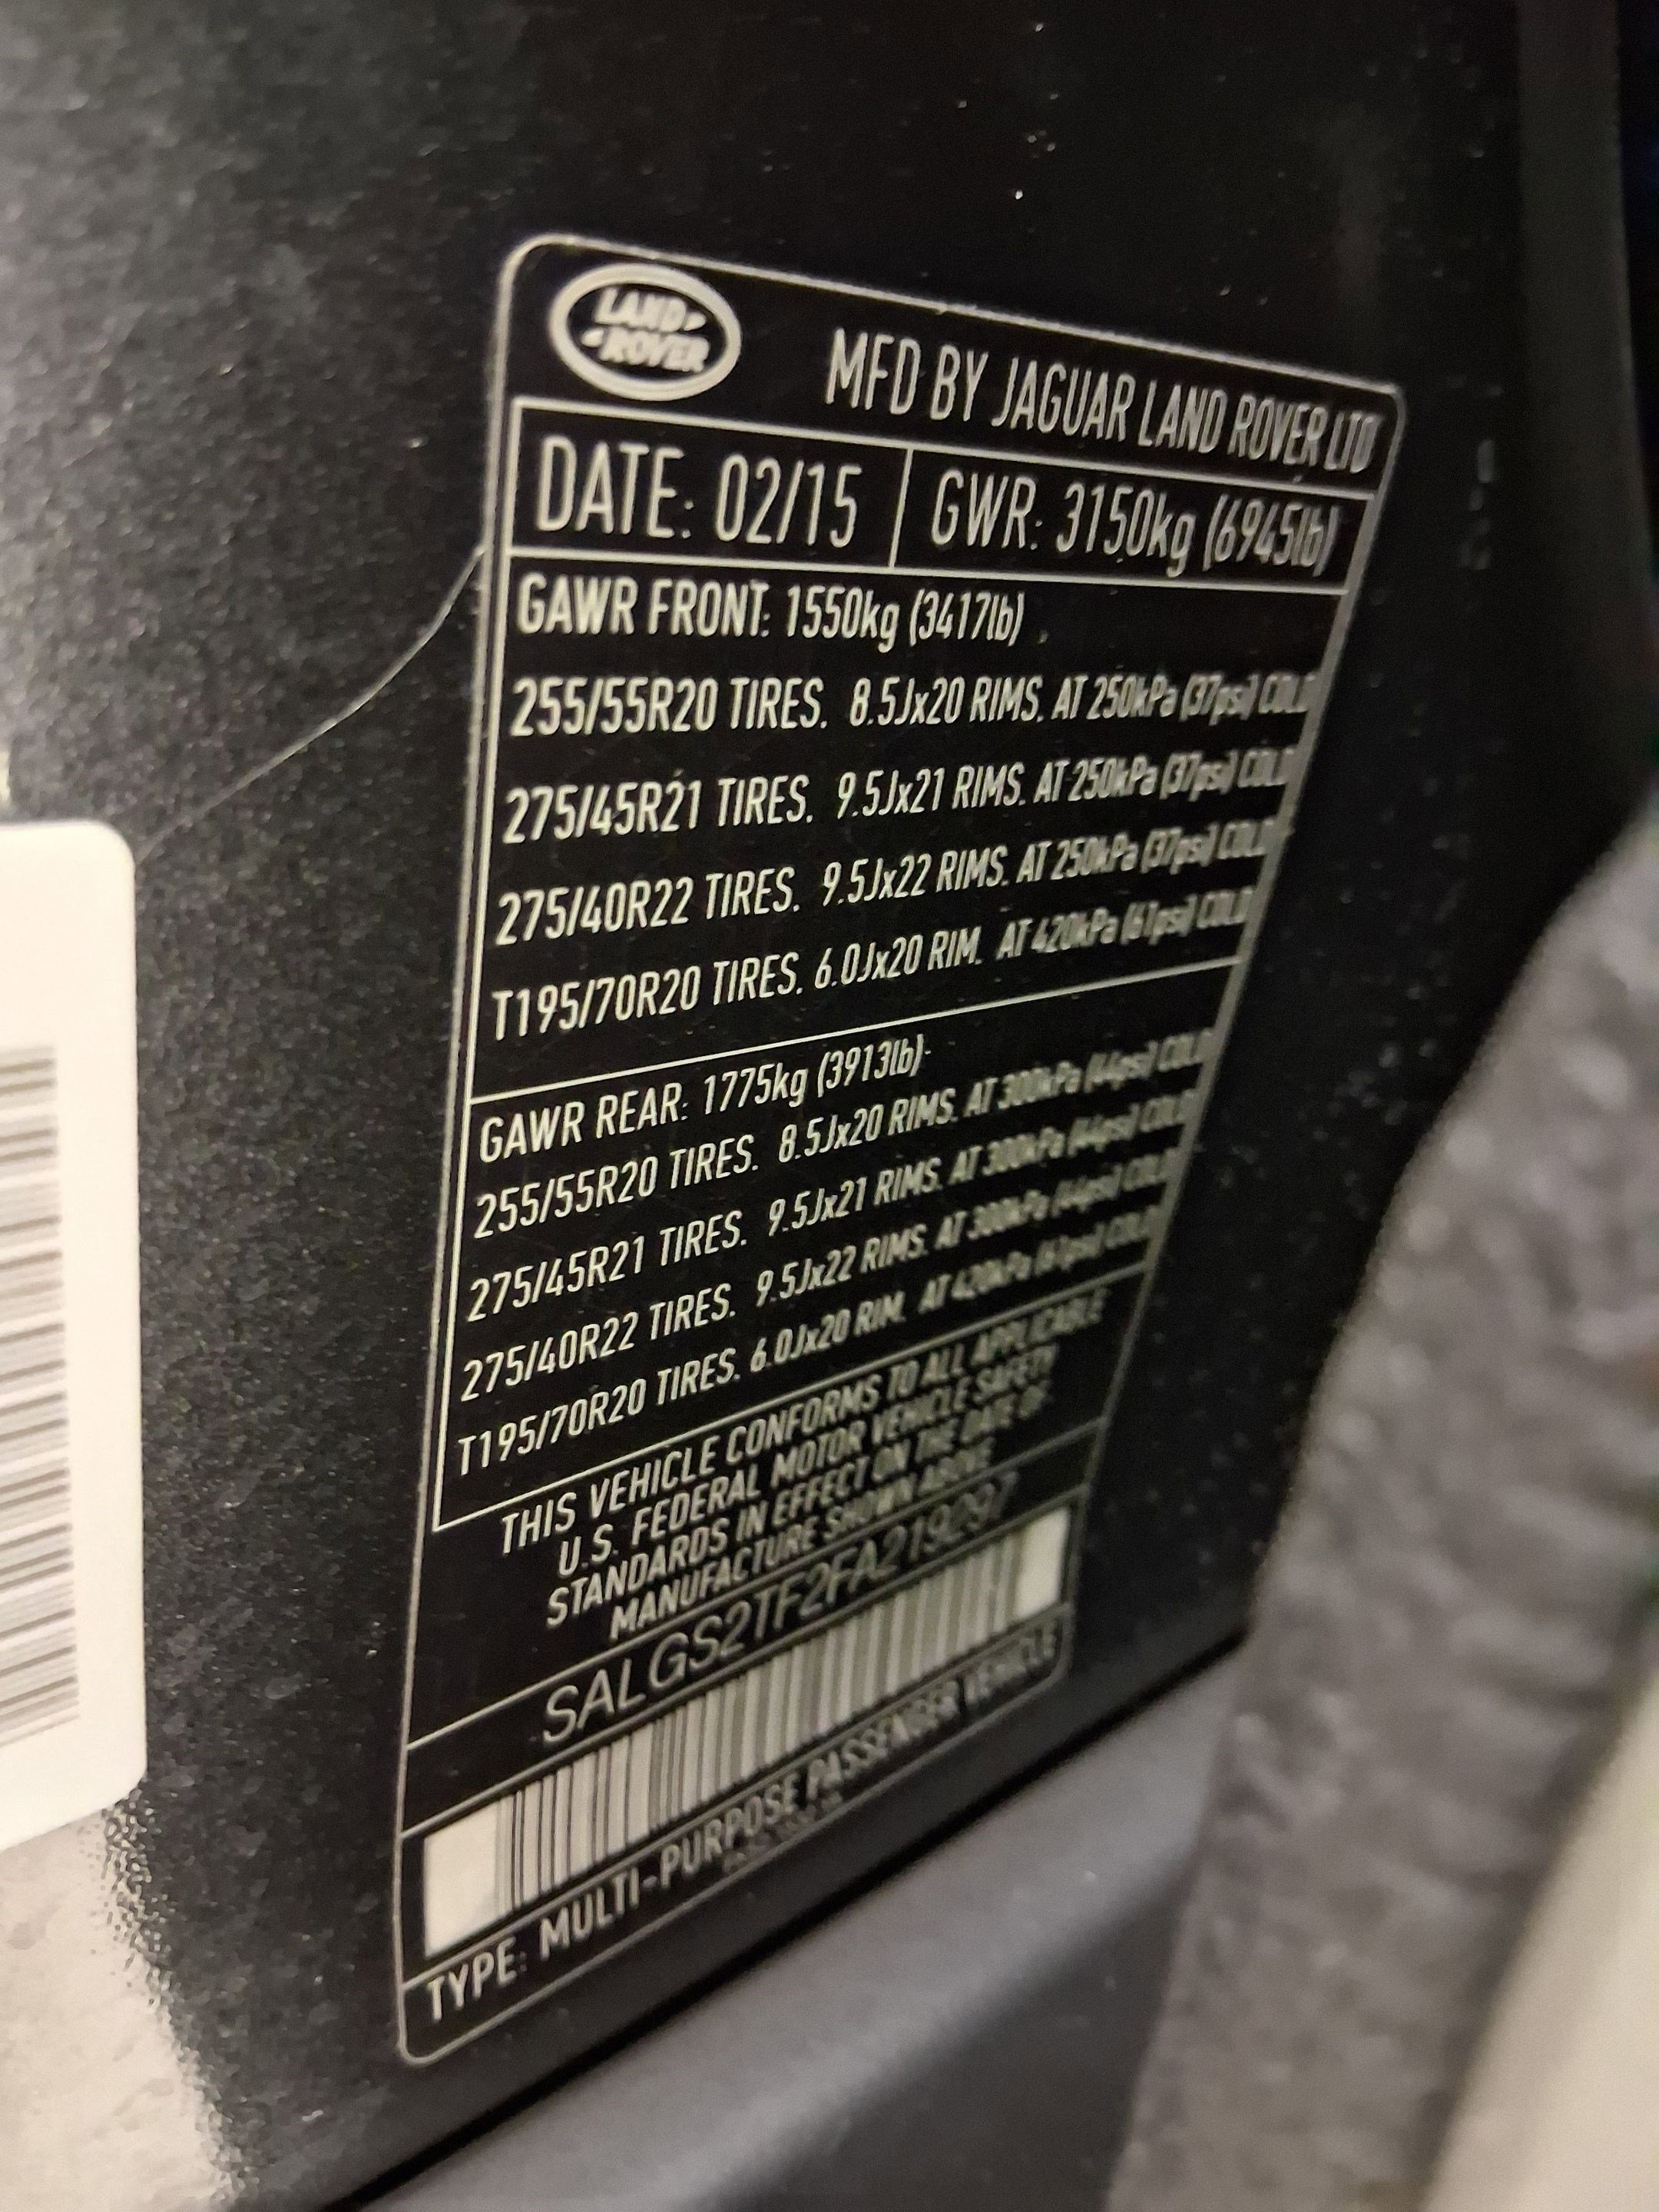 LAND
ROVER
MFD BY JAGUAR LAND ROVER LTD
DATE: 02/15 GWR: 3150kg (6945lb)
GAWR FRONT: 1550kg (3417lb)
255/55R20 TIRES. 8.5Jx20 RIMS. AT 250kPa (37psi) COLD
275/45R21 TIRES. 9.5Jx21 RIMS. AT 250kPa (37psi) COLD
275/40R22 TIRES. 9.5Jx22 RIMS. AT 250kPa (37psi) COLD
T195/70R20 TIRES. 6.0Jx20 RIM. AT 420kPa (61psi) COLD
GAWR REAR: 1775kg (3913lb)
255/55R20 TIRES. 8.5Jx20 RIMS. AT 300kPa (44psi) COLD
275/45R21 TIRES. 9.5Jx21 RIMS. AT 300kPa (44psi) COLD
275/40R22 TIRES. 9.5Jx22 RIMS. AT 300kPa (44psi) COLD
T195/70R20 TIRES. 6.0Jx20 RIM. AT 420kPa (61psi) COLD
THIS VEHICLE CONFORMS TO ALL APPLICABLE
U.S. FEDERAL MOTOR VEHICLE SAFETY
STANDARDS IN EFFECT ON THE DATE OF
MANUFACTURE SHOWN ABOVE
SALGS2TF2FA219297
TYPE: MULTI-PURPOSE PASSENGER VEHICLE